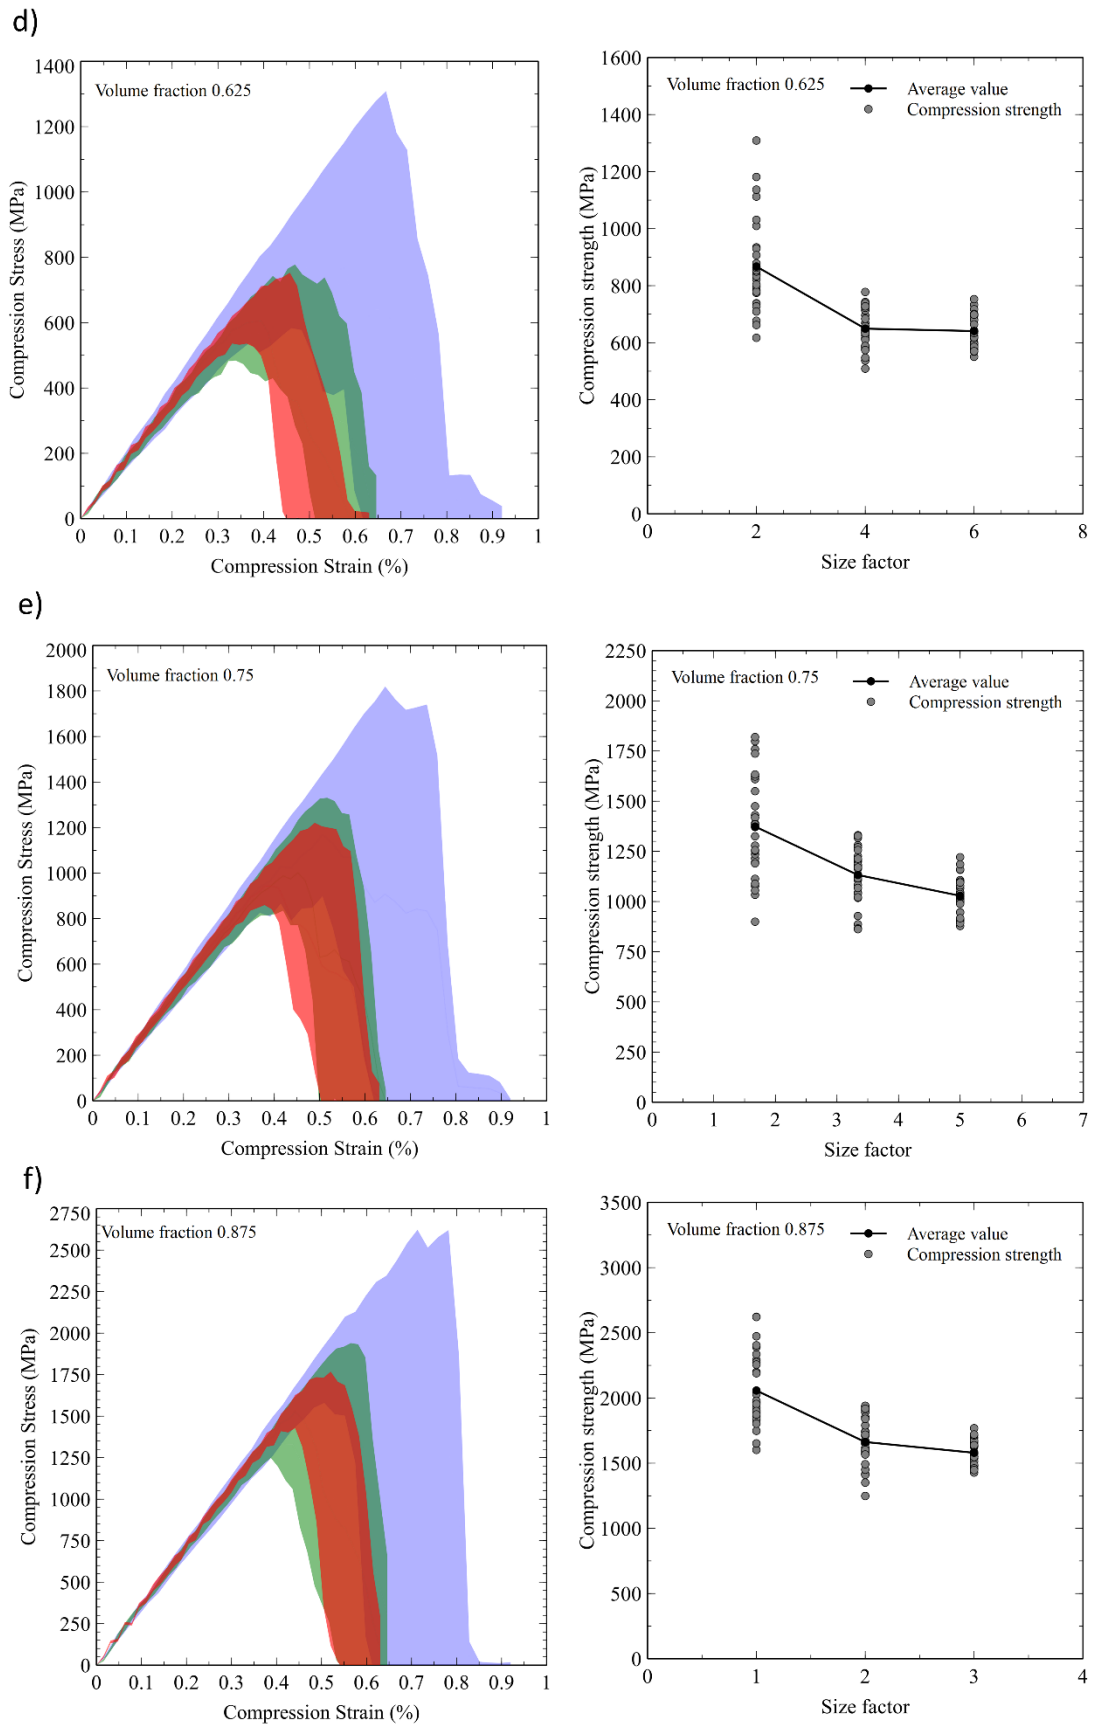 d)
Volume fraction 0.625
1400
1200
1000
800
600
400
200
0
Compression Stress (MPa)
0 0.1 0.2 0.3 0.4 0.5 0.6 0.7 0.8 0.9 1
Compression Strain (%)
Volume fraction 0.625
Average value
Compression strength
1600
1400
1200
1000
800
600
400
200
0
Compression strength (MPa)
0 2 4 6 8
Size factor
e)
Volume fraction 0.75
2000
1800
1600
1400
1200
1000
800
600
400
200
0
Compression Stress (MPa)
0 0.1 0.2 0.3 0.4 0.5 0.6 0.7 0.8 0.9 1
Compression Strain (%)
Volume fraction 0.75
Average value
Compression strength
2250
2000
1750
1500
1250
1000
750
500
250
0
Compression strength (MPa)
0 1 2 3 4 5 6 7
Size factor
f)
Volume fraction 0.875
2750
2500
2250
2000
1750
1500
1250
1000
750
500
250
0
Compression Stress (MPa)
0 0.1 0.2 0.3 0.4 0.5 0.6 0.7 0.8 0.9 1
Compression Strain (%)
Volume fraction 0.875
Average value
Compression strength
3500
3000
2500
2000
1500
1000
500
0
Compression strength (MPa)
0 1 2 3 4
Size factor